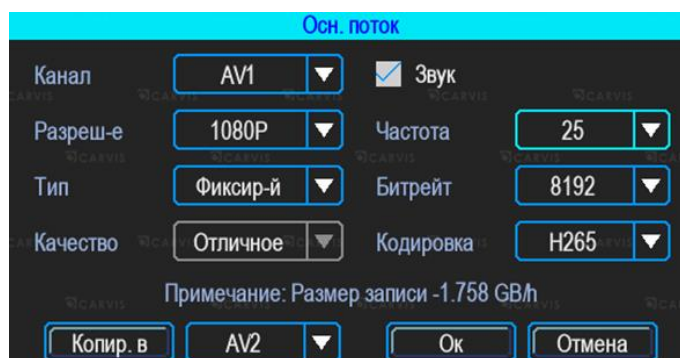 Осн. поток
Канал AV1 Звук
Разреш-е 1080P Частота 25
Тип Фиксир-й Битрейт 8192
Качество Отличное Кодировка H265
Примечание: Размер записи -1.758 GB/h
Копир. в AV2 Ок Отмена
CARVIS